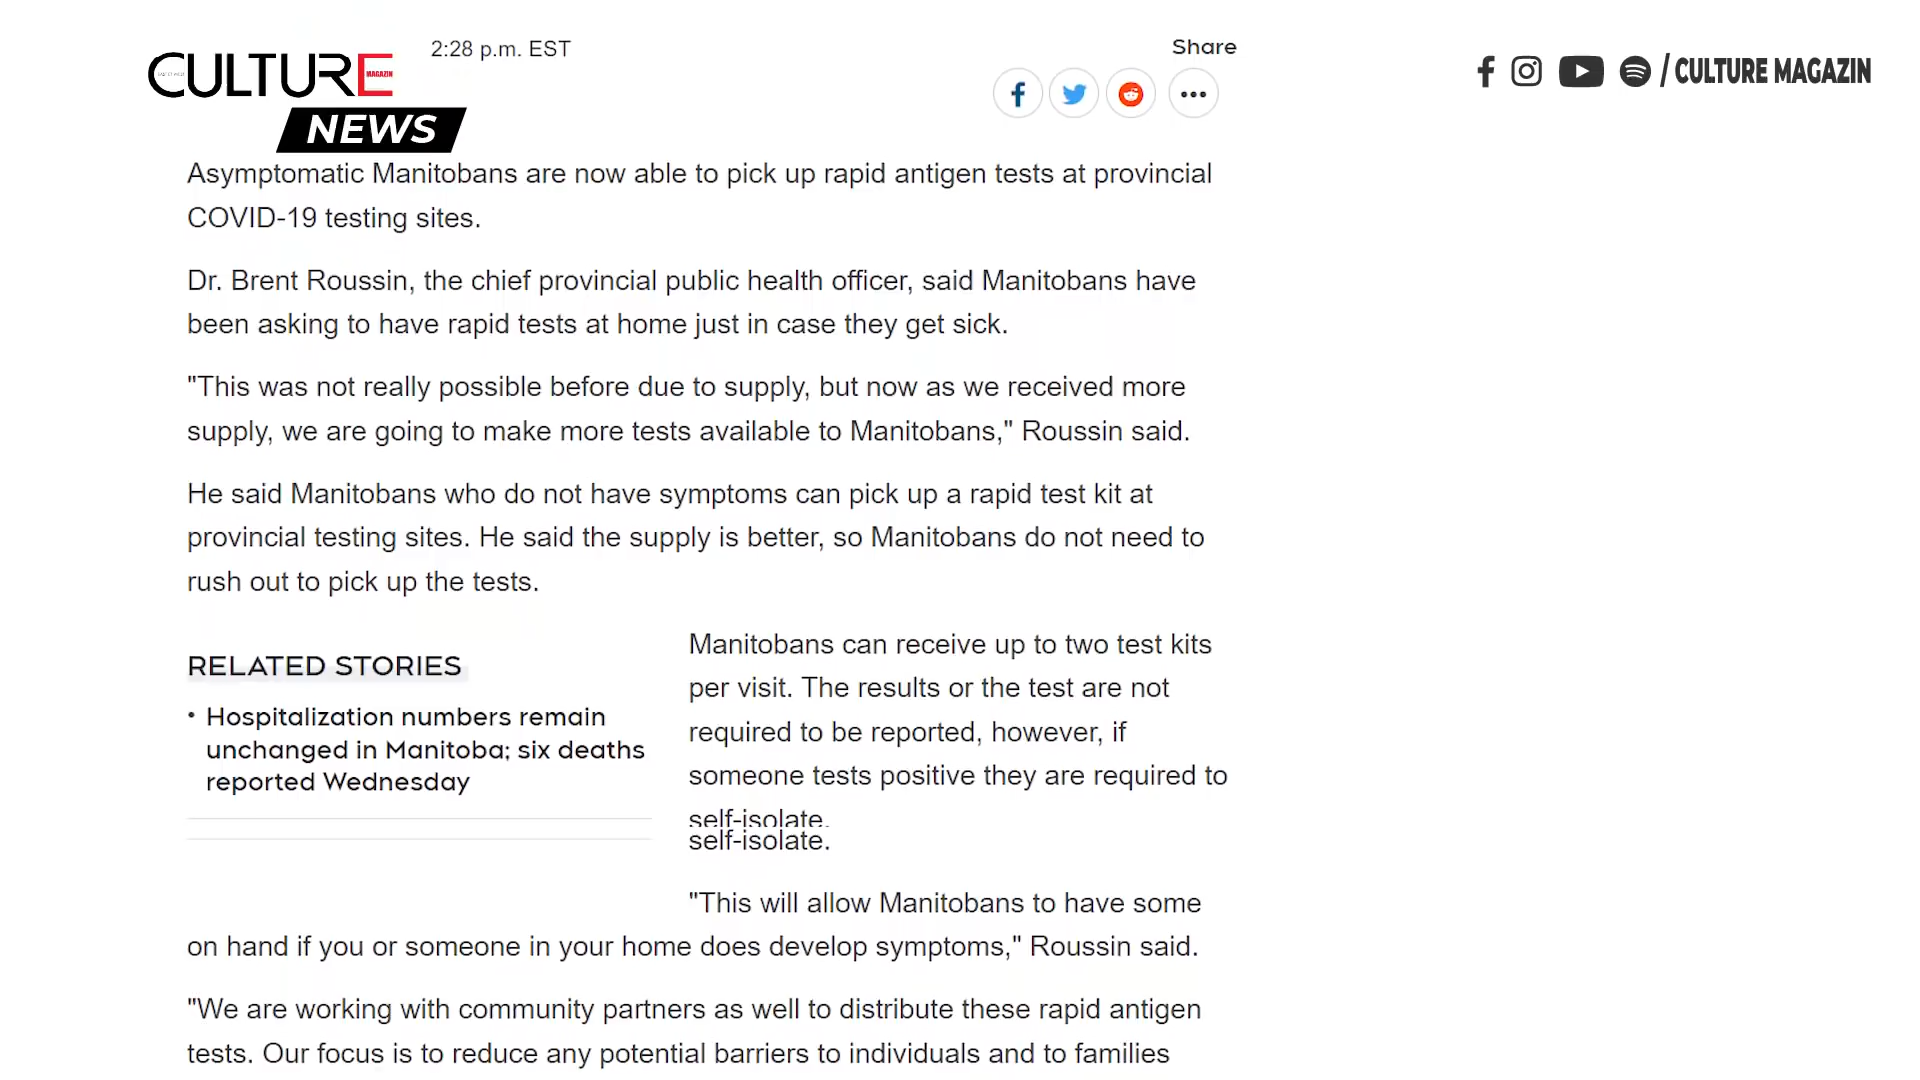 CULTURE
MAGAZIN
NEWS
2:28 p.m. EST
Share
/ CULTURE MAGAZIN
Asymptomatic Manitobans are now able to pick up rapid antigen tests at provincial
COVID-19 testing sites.
Dr. Brent Roussin, the chief provincial public health officer, said Manitobans have
been asking to have rapid tests at home just in case they get sick.
"This was not really possible before due to supply, but now as we received more
supply, we are going to make more tests available to Manitobans," Roussin said.
He said Manitobans who do not have symptoms can pick up a rapid test kit at
provincial testing sites. He said the supply is better, so Manitobans do not need to
rush out to pick up the tests.
RELATED STORIES
• Hospitalization numbers remain
unchanged in Manitoba; six deaths
reported Wednesday
Manitobans can receive up to two test kits
per visit. The results or the test are not
required to be reported, however, if
someone tests positive they are required to
self-isolate.
self-isolate.
"This will allow Manitobans to have some
on hand if you or someone in your home does develop symptoms," Roussin said.
"We are working with community partners as well to distribute these rapid antigen
tests. Our focus is to reduce any potential barriers to individuals and to families